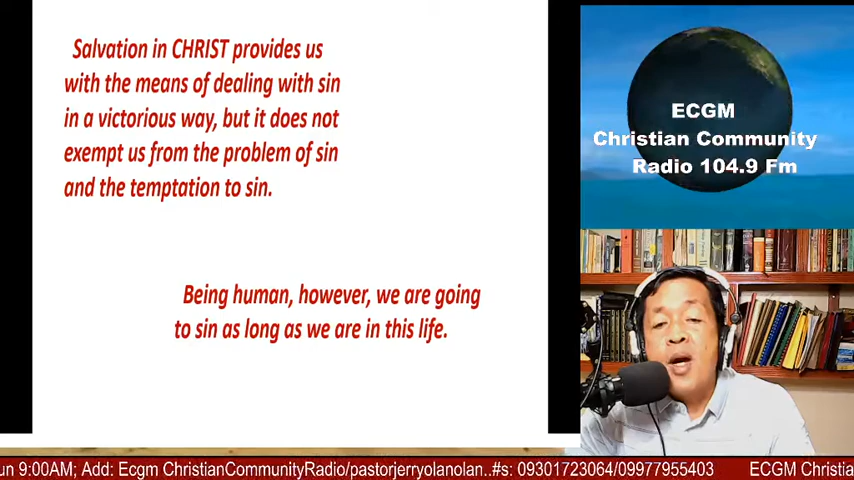 Salvation in CHRIST provides us
with the means of dealing with sin
in a victorious way, but it does not
exempt us from the problem of sin
and the temptation to sin.
Being human, however, we are going
to sin as long as we are in this life.
ECGM
Christian Community
Radio 104.9 Fm
un 9:00AM; Add: Ecgm ChristianCommunityRadio/pastorjerryolanolan..#s: 09301723064/09977955403 ECGM Christia